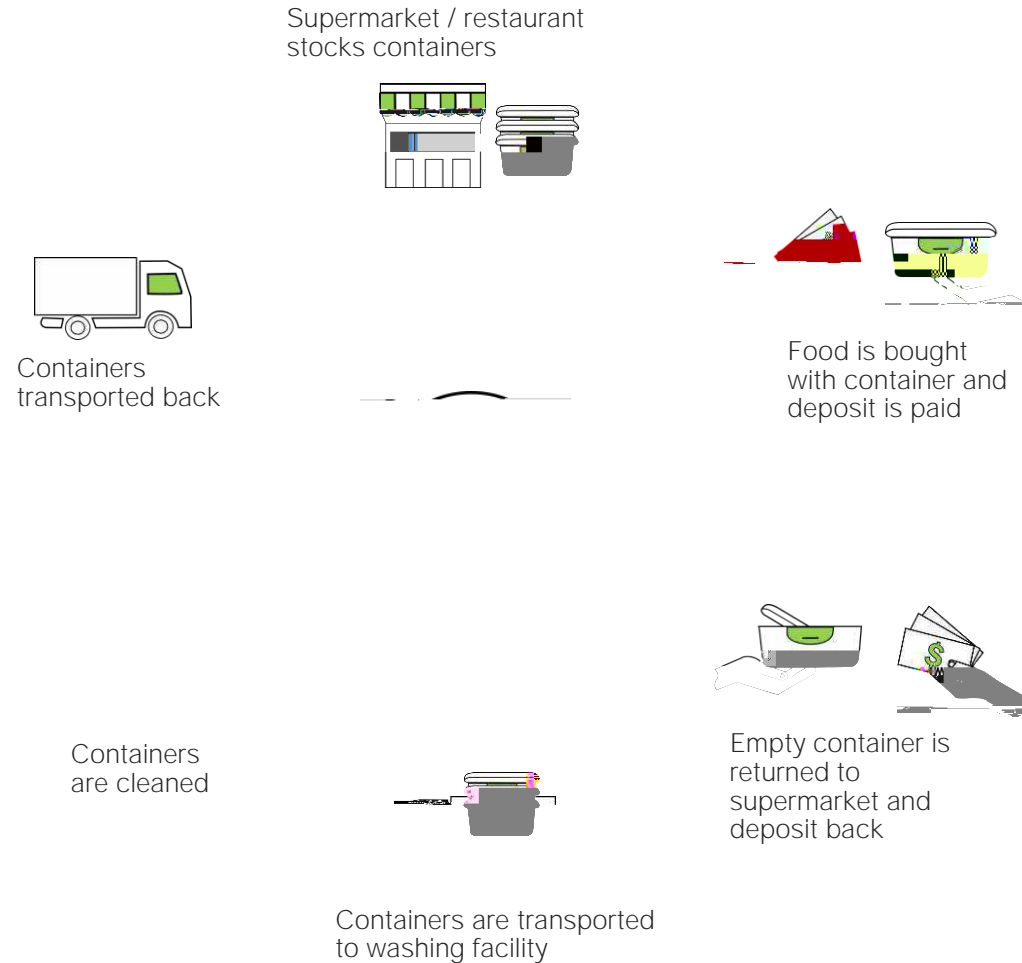 Supermarket / restaurant
stocks containers
Food is bought
with container and
deposit is paid
Empty container is
returned to
supermarket and
deposit back
Containers are transported
to washing facility
Containers
are cleaned
Containers
transported back
$